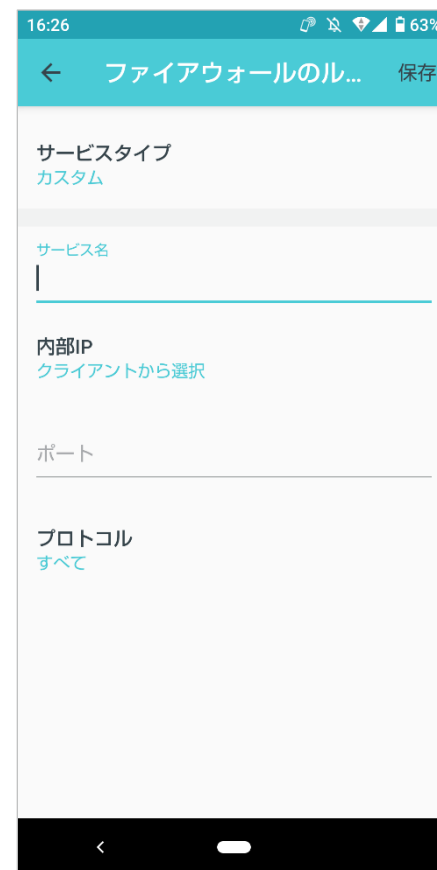 16:26 63%
ファイアウォールのル... 保存
サービスタイプ
カスタム
サービス名
内部IP
クライアントから選択
ポート
プロトコル
すべて